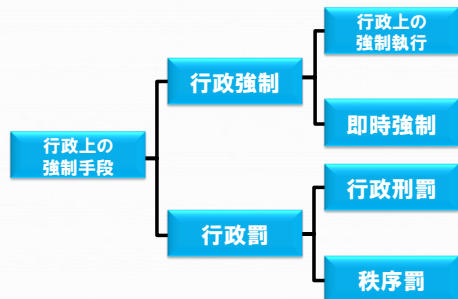 行政上の
強制執行
行政強制
即時強制
行政上の
強制手段
行政刑罰
行政罰
秩序罰